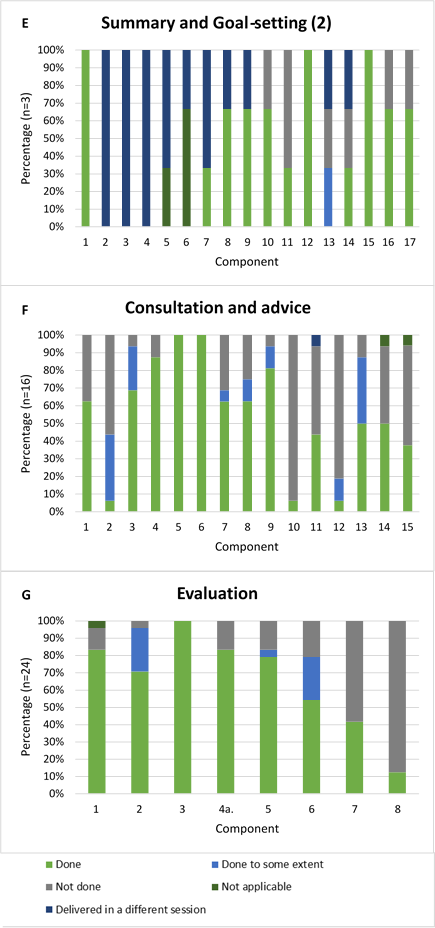 E Summary and Goal-setting (2)
100%
90%
80%
70%
60%
50%
40%
30%
20%
10%
0%
Percentage (n=3)
1 2 3 4 5 6 7 8 9 10 11 12 13 14 15 16 17
Component
F Consultation and advice
100%
90%
80%
70%
60%
50%
40%
30%
20%
10%
0%
Percentage (n=16)
1 2 3 4 5 6 7 8 9 10 11 12 13 14 15
Component
G Evaluation
100%
90%
80%
70%
60%
50%
40%
30%
20%
10%
0%
Percentage (n=24)
1 2 3 4a. 5 6 7 8
Component
Done Done to some extent
Not done Not applicable
Delivered in a different session